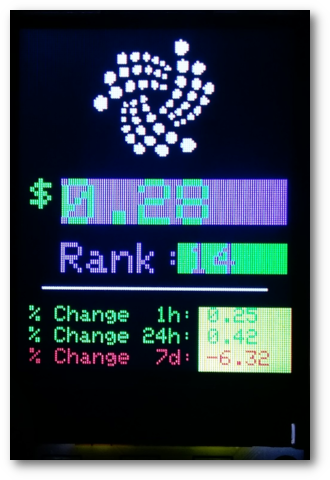 $0.28
Rank:14
% Change 1h: 0.25
% Change 24h: 0.42
% Change 7d: -6.32